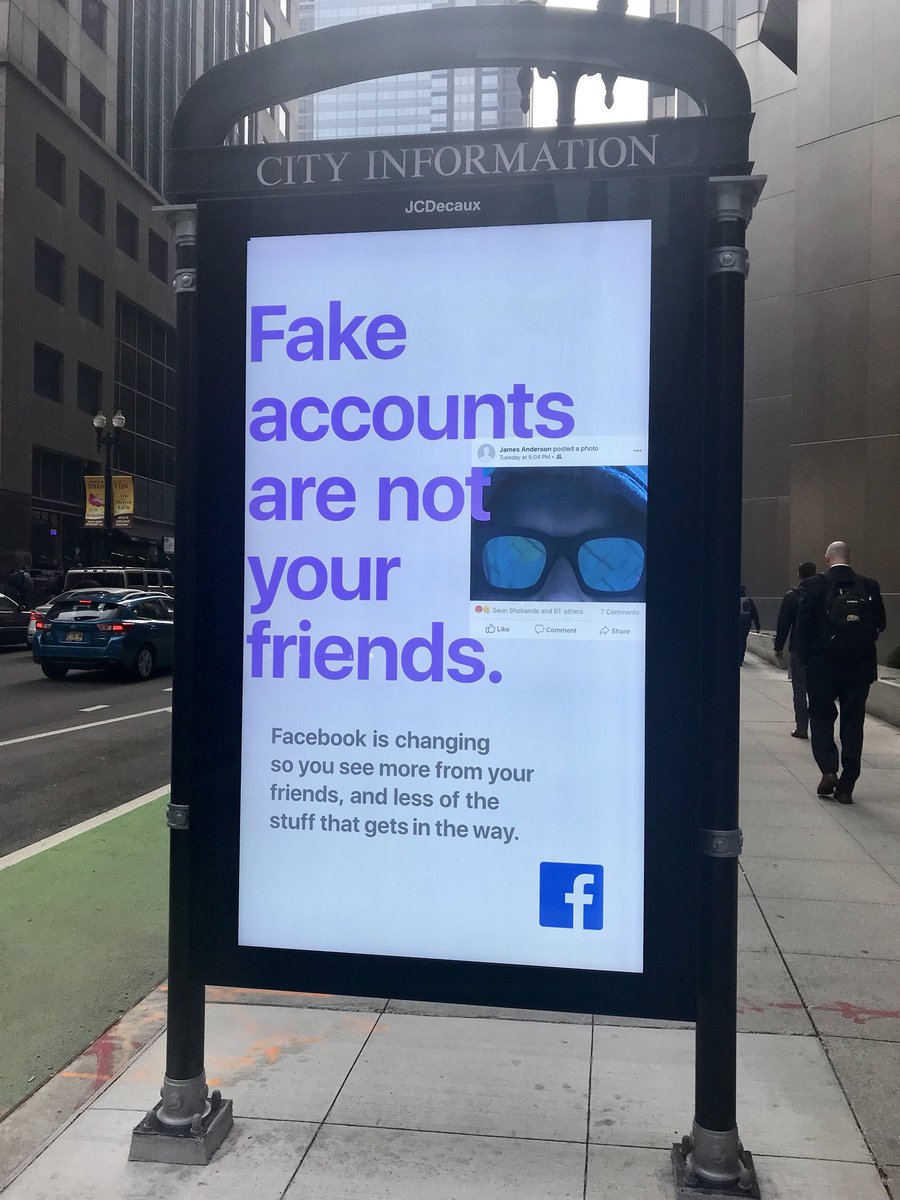 CITY INFORMATION
JCDecaux
Fake
accounts
are not
your
friends.
James Anderson posted a photo
Tuesday at 5:04 PM
Seun Shobande and 61 others
7 Comments
Like
Comment
Share
Facebook is changing
so you see more from your
friends, and less of the
stuff that gets in the way.
f
SHEN
YUN